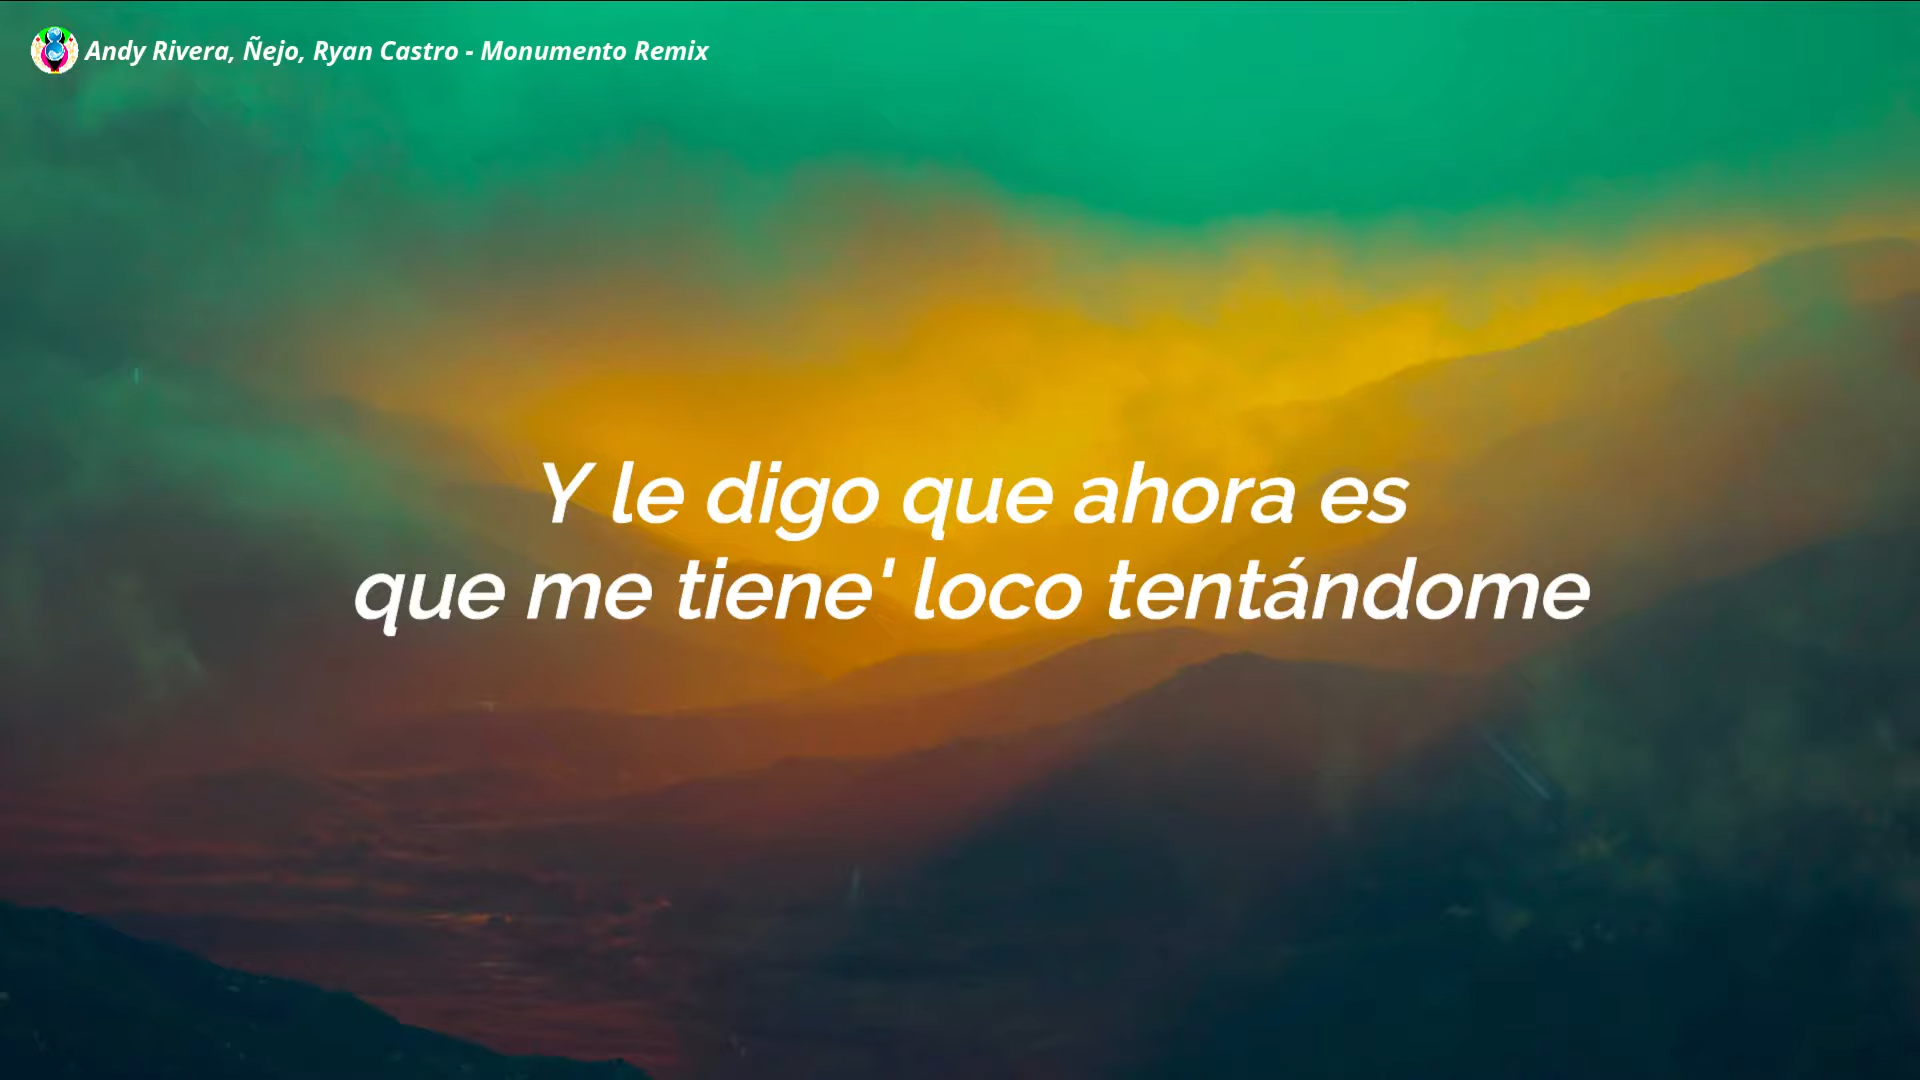 Andy Rivera, Ñejo, Ryan Castro - Monumento Remix
Y le digo que ahora es
que me tiene' loco tentándome